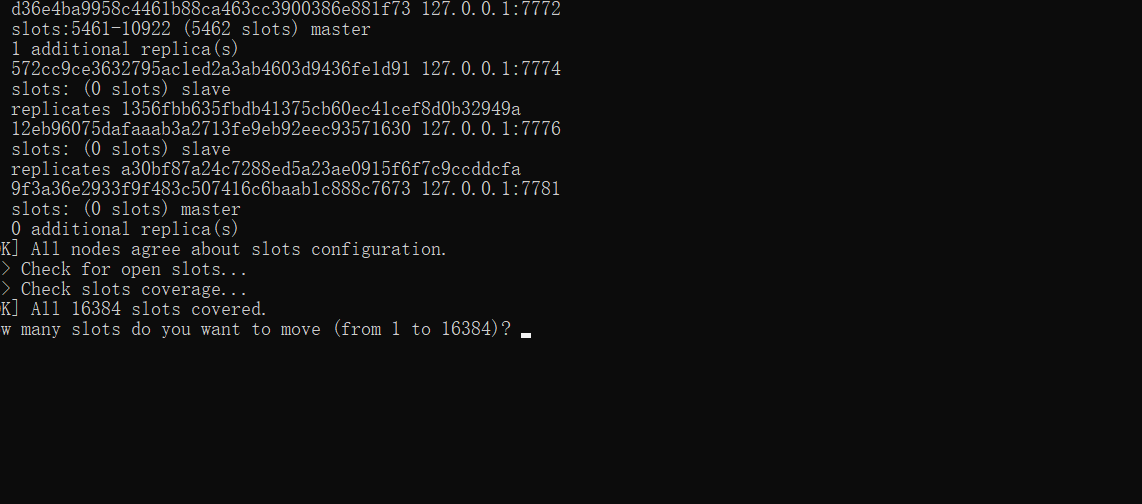 d36e4ba9958c4461b88ca463cc3900386e881f73 127.0.0.1:7772
slots:5461-10922 (5462 slots) master
1 additional replica(s)
572cc9ce3632795ac1ed2a3ab4603d9436fe1d91 127.0.0.1:7774
slots: (0 slots) slave
replicates 1356fbb635fbdb41375cb60ec41cef8d0b32949a
12eb96075dafaaab3a2713fe9eb92eec93571630 127.0.0.1:7776
slots: (0 slots) slave
replicates a30bf87a24c7288ed5a23ae0915f6f7c9ccddcfa
9f3a36e2933f9f483c507416c6baab1c888c7673 127.0.0.1:7781
slots: (0 slots) master
0 additional replica(s)
K] All nodes agree about slots configuration.
> Check for open slots...
> Check slots coverage...
K] All 16384 slots covered.
w many slots do you want to move (from 1 to 16384)?